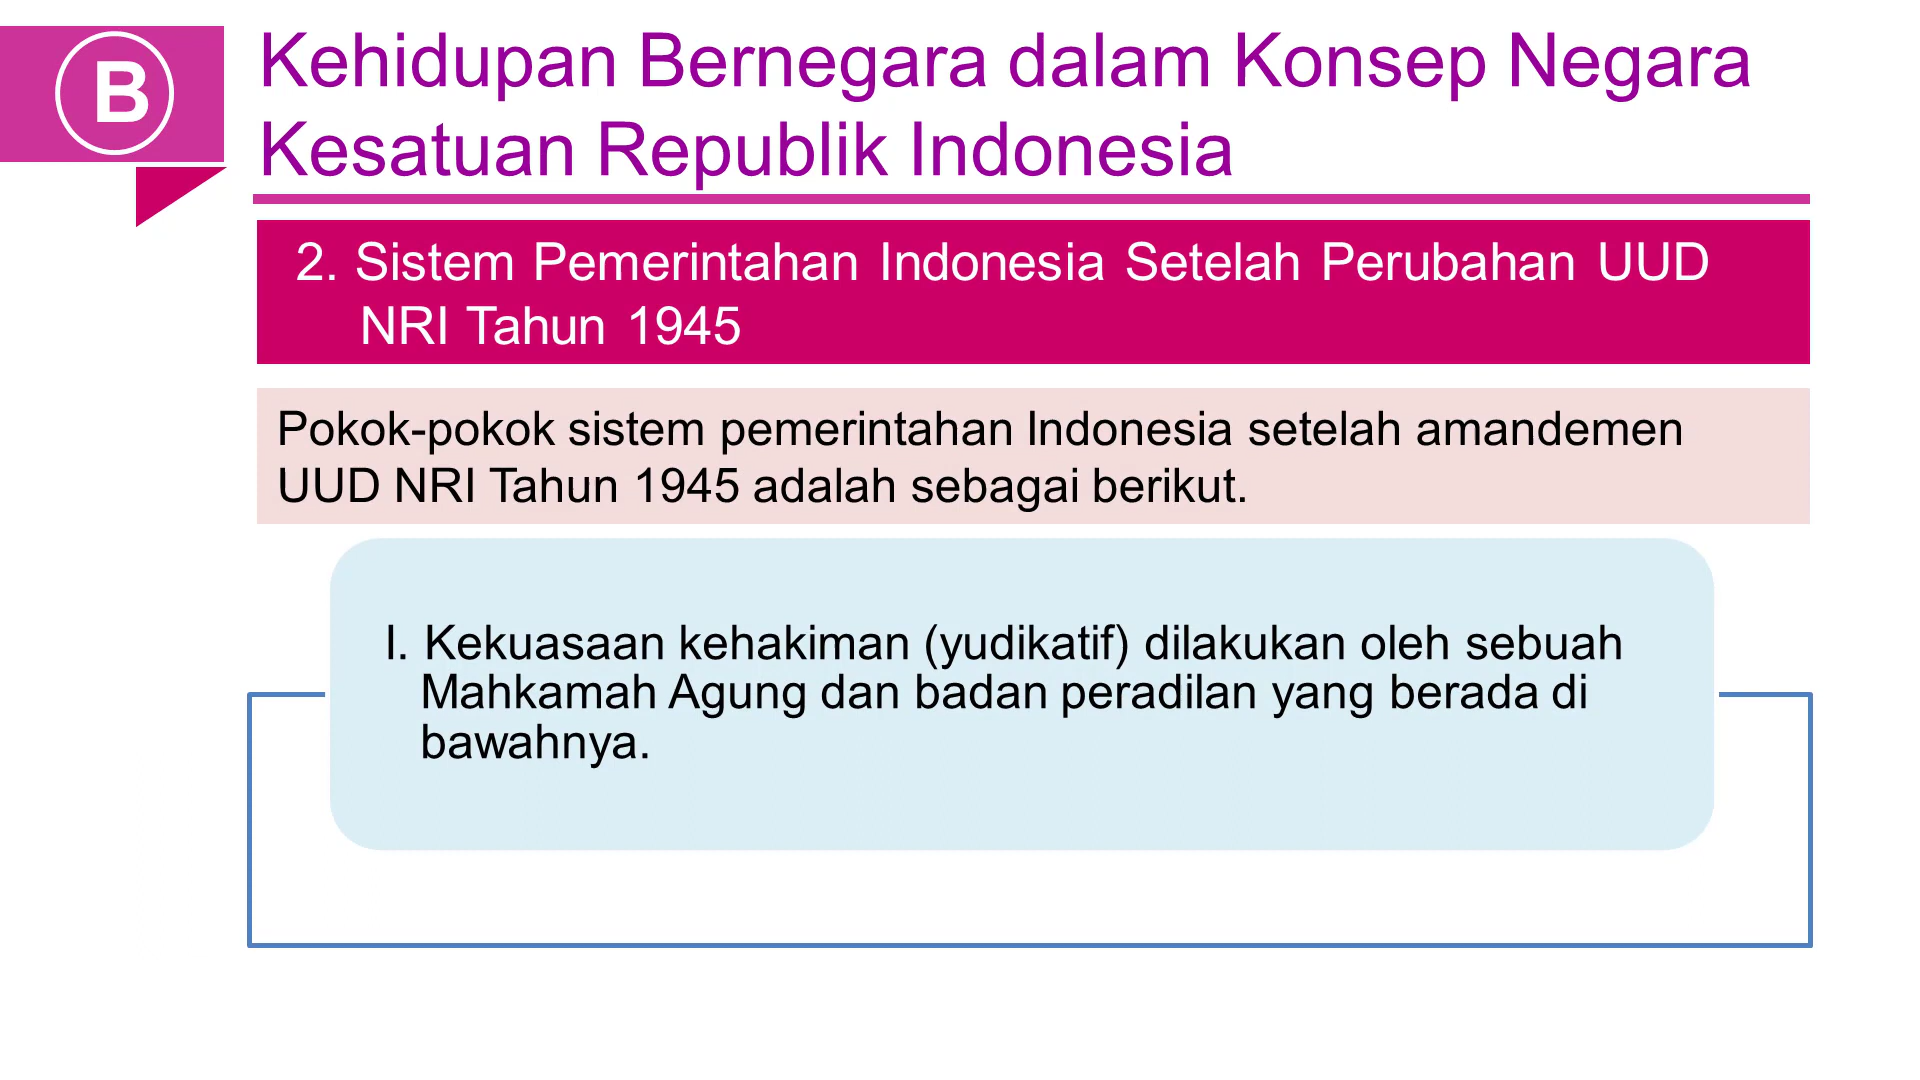 B
Kehidupan Bernegara dalam Konsep Negara
Kesatuan Republik Indonesia
2. Sistem Pemerintahan Indonesia Setelah Perubahan UUD
NRI Tahun 1945
Pokok-pokok sistem pemerintahan Indonesia setelah amandemen
UUD NRI Tahun 1945 adalah sebagai berikut.
l. Kekuasaan kehakiman (yudikatif) dilakukan oleh sebuah
Mahkamah Agung dan badan peradilan yang berada di
bawahnya.